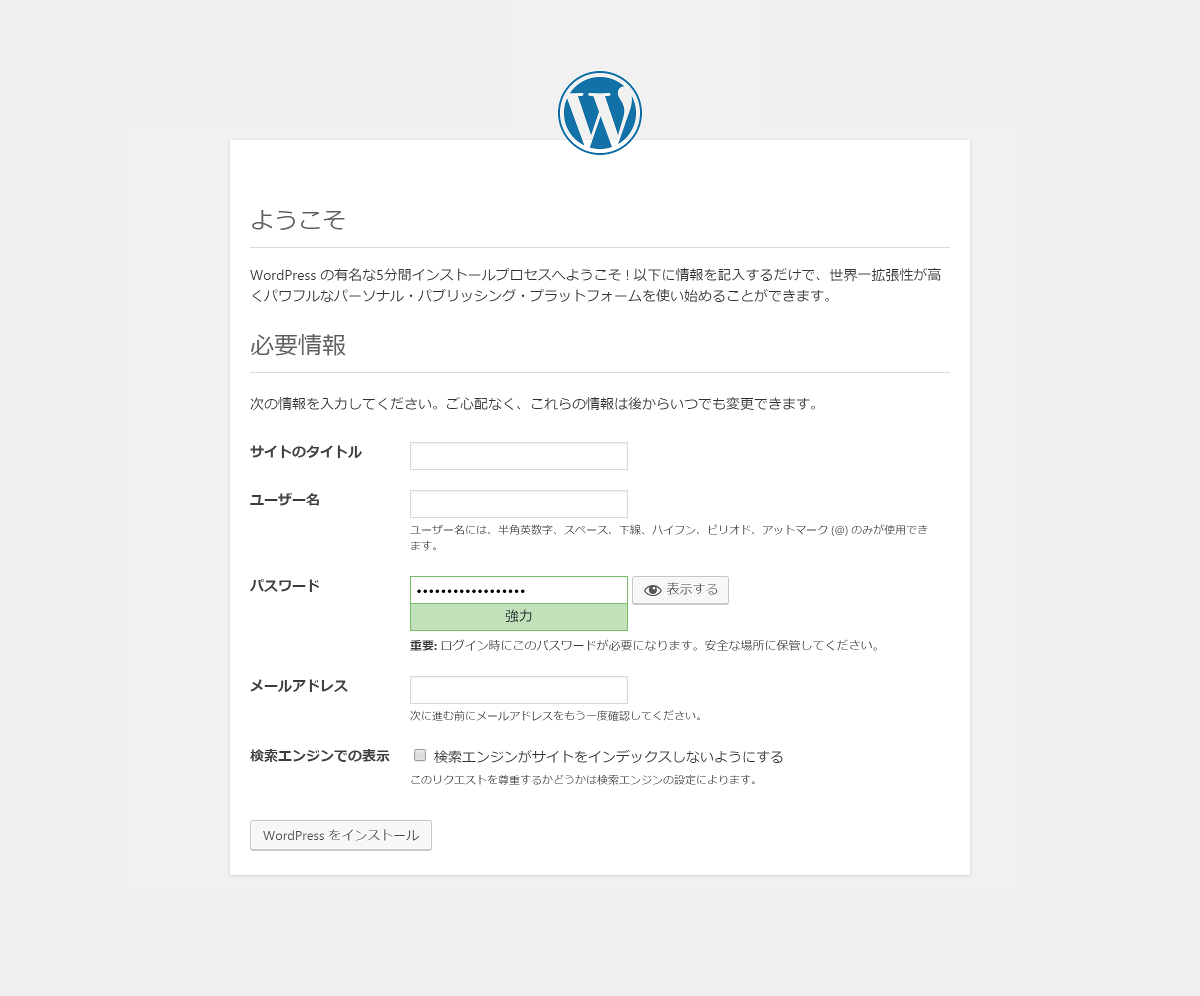 ようこそ
WordPress の有名な5分間インストールプロセスへようこそ ! 以下に情報を記入するだけで、世界一拡張性が高
くパワフルなパーソナル・パブリッシング・プラットフォームを使い始めることができます。
必要情報
次の情報を入力してください。ご心配なく、これらの情報は後からいつでも変更できます。
サイトのタイトル
ユーザー名
ユーザー名には、半角英数字、スペース、下線、ハイフン、ピリオド、アットマーク (@) のみが使用でき
ます。
パスワード
•••••••••••••••••• 表示する
強力
重要: ログイン時にこのパスワードが必要になります。安全な場所に保管してください。
メールアドレス
次に進む前にメールアドレスをもう一度確認してください。
検索エンジンでの表示 検索エンジンがサイトをインデックスしないようにする
このリクエストを尊重するかどうかは検索エンジンの設定によります。
WordPress をインストール